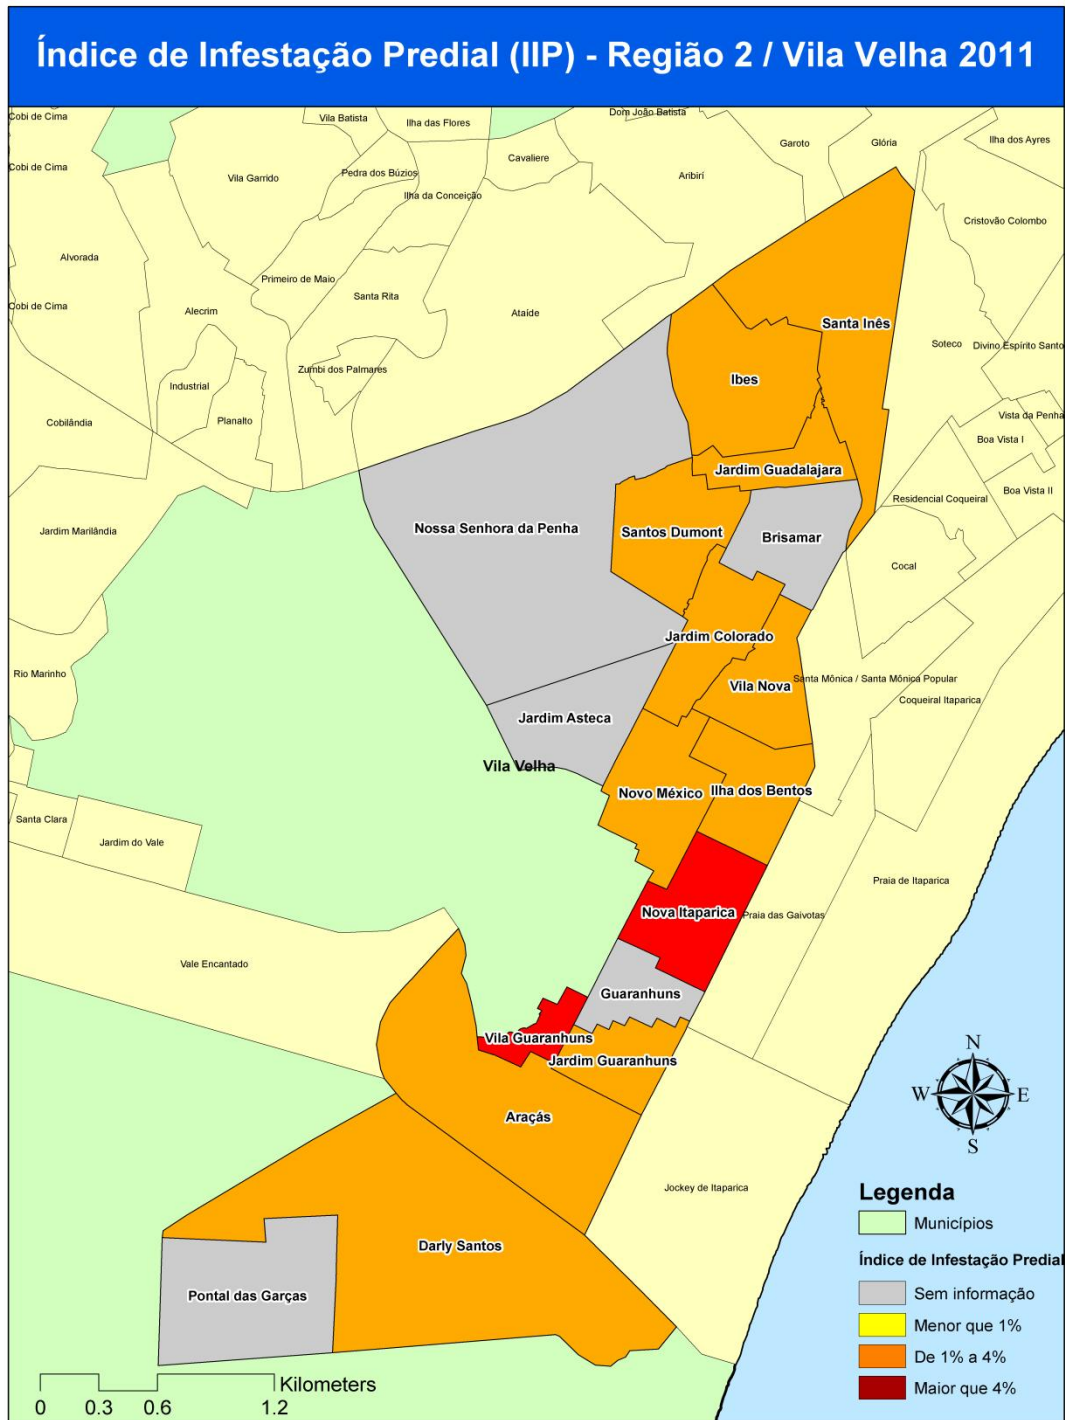 Índice de Infestação Predial (IIP) - Região 2 / Vila Velha 2011
Cobi de Cima
Vila Batista
Ilha das Flores
Dom João Batista
Garoto
Glória
Ilha dos Ayres
Cobi de Cima
Vila Garrido
Pedra dos Búzios
Cavaliere
Aribirí
Ilha da Conceição
Cristovão Colombo
Alvorada
Primeiro de Maio
Santa Rita
Cobi de Cima
Alecrim
Ataíde
Santa Inês
Soteco
Divino Espírito Santo
Zumbi dos Palmares
Industrial
Ibes
Cobilândia
Planalto
Vista da Penha
Boa Vista I
Jardim Guadalajara
Boa Vista II
Residencial Coqueiral
Jardim Marilândia
Nossa Senhora da Penha
Santos Dumont
Brisamar
Cocal
Jardim Colorado
Rio Marinho
Santa Mônica / Santa Mônica Popular
Vila Nova
Coqueiral Itaparica
Jardim Asteca
Vila Velha
Novo México
Ilha dos Bentos
Santa Clara
Jardim do Vale
Praia de Itaparica
Nova Itaparica
Praia das Gaivotas
Vale Encantado
Guaranhuns
Vila Guaranhuns
Jardim Guaranhuns
N
W
E
S
Araçás
Jockey de Itaparica
Legenda
Municípios
Darly Santos
Índice de Infestação Predial
Pontal das Garças
Sem informação
Menor que 1%
De 1% a 4%
Maior que 4%
Kilometers
0 0.3 0.6 1.2